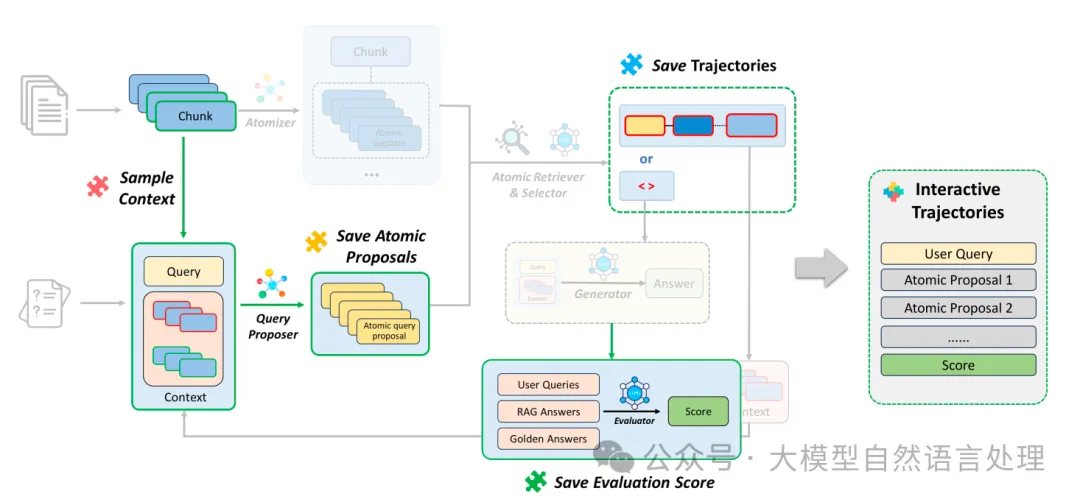 Chunk
Save Trajectories
Chunk
Atomizer
Atomic
question
...
Sample
Context
or
< >
Atomic Retriever
& Selector
Interactive
Trajectories
User Query
Atomic Proposal 1
Atomic Proposal 2
......
Score
Save Atomic
Proposals
Query
Context
Query
Proposer
Atomic query
proposal
Query
Context
Generator
Answer
User Queries
RAG Answers
Golden Answers
Evaluator
Score
Context
Save Evaluation Score
公众号 · 大模型自然语言处理